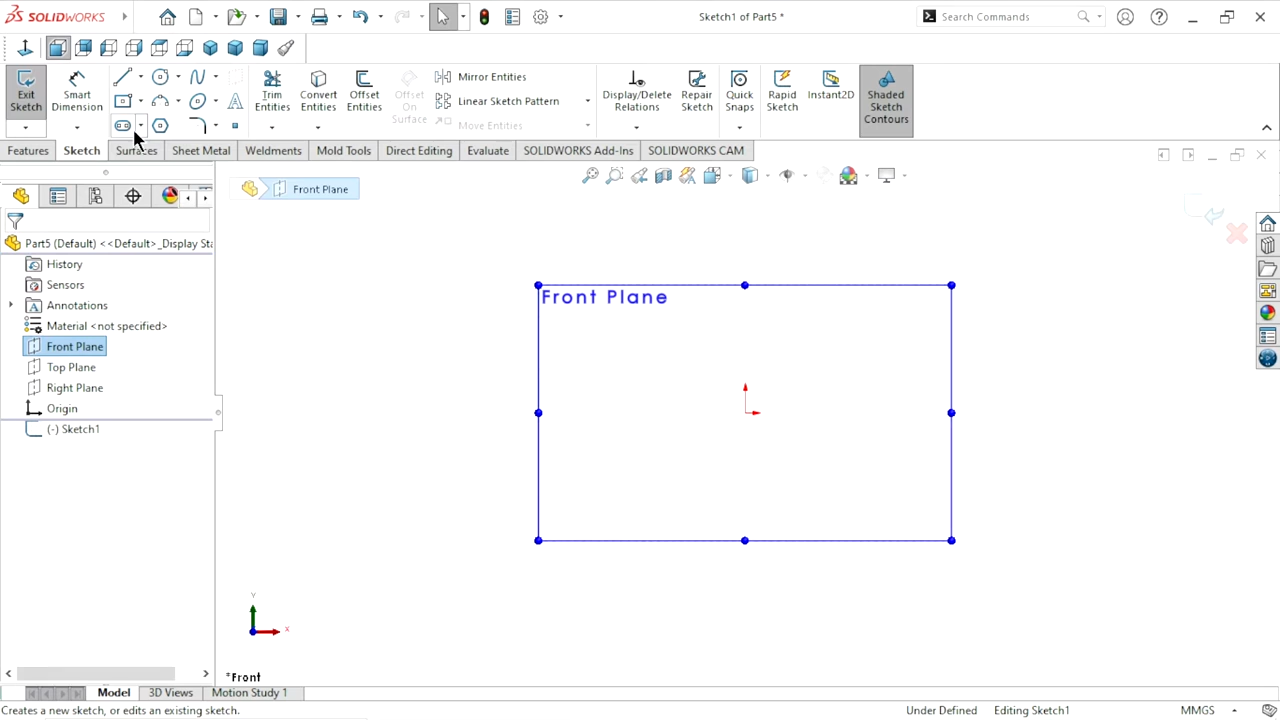 SOLIDWORKS
Sketch1 of Part5 *
Search Commands
Exit Sketch
Smart Dimension
Trim Entities
Convert Entities
Offset Entities
Offset On Surface
Mirror Entities
Linear Sketch Pattern
Move Entities
Display/Delete Relations
Repair Sketch
Quick Snaps
Rapid Sketch
Instant2D
Shaded Sketch Contours
Features
Sketch
Surfaces
Sheet Metal
Weldments
Mold Tools
Direct Editing
Evaluate
SOLIDWORKS Add-Ins
SOLIDWORKS CAM
Front Plane
Part5 (Default) <<Default>_Display Sta
History
Sensors
Annotations
Material <not specified>
Front Plane
Top Plane
Right Plane
Origin
(-) Sketch1
Front Plane
Y
X
*Front
Model
3D Views
Motion Study 1
Creates a new sketch, or edits an existing sketch.
Under Defined
Editing Sketch1
MMGS